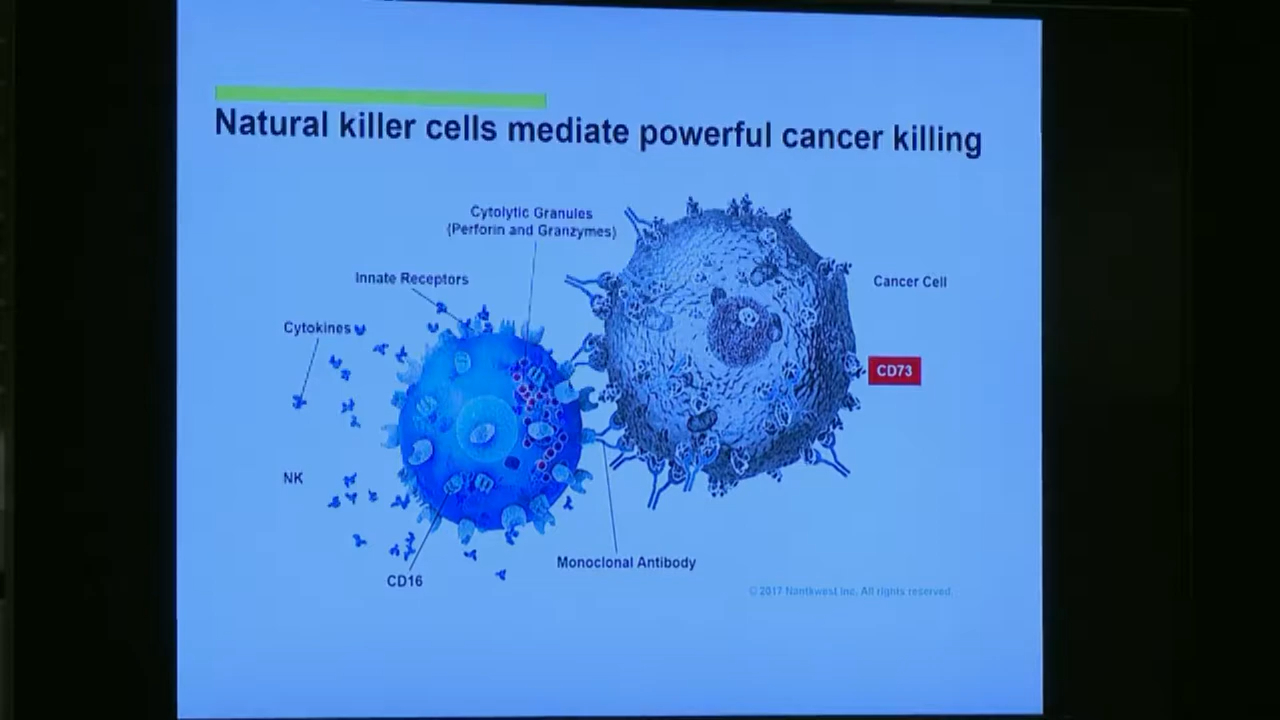 Natural killer cells mediate powerful cancer killing
Cytolytic Granules
(Perforin and Granzymes)
Innate Receptors
Cancer Cell
Cytokines
CD73
NK
Monoclonal Antibody
CD16
© 2017 Nantkwest Inc. All rights reserved.